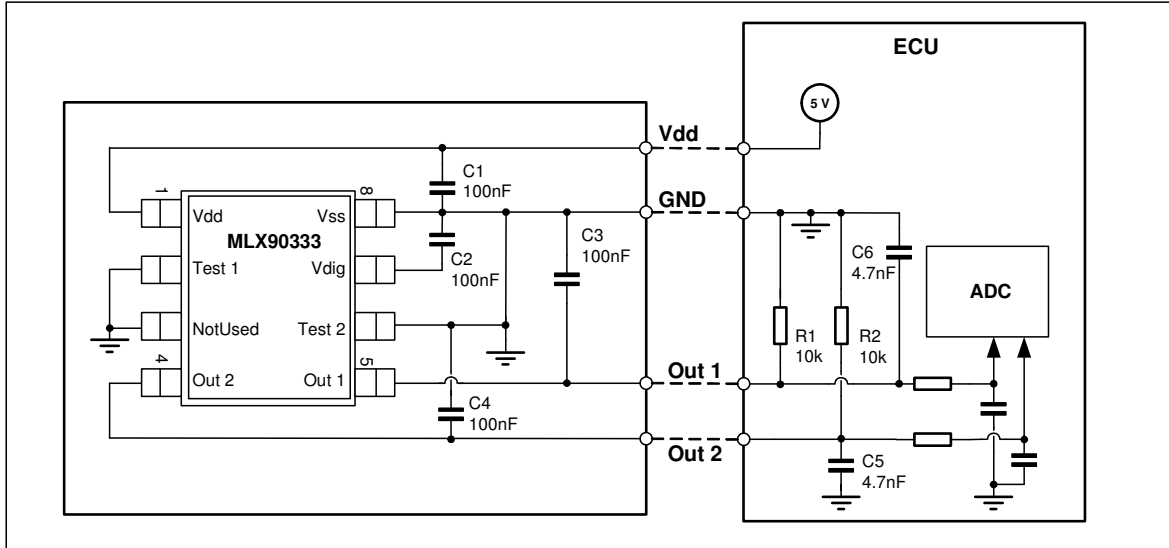 ECU
5 V
Vdd
C1
100nF
GND
1
8
Vdd
Vss
MLX90333
C2
100nF
C3
100nF
C6
4.7nF
Test 1
Vdig
ADC
NotUsed
Test 2
R1
10k
R2
10k
4
5
Out 2
Out 1
Out 1
C4
100nF
Out 2
C5
4.7nF